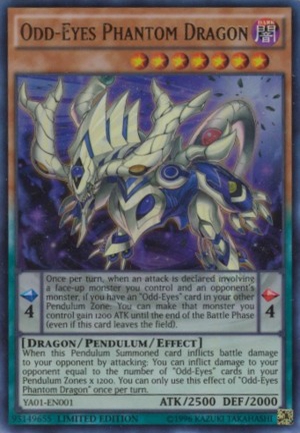 ODD-EYES PHANTOM DRAGON
闇
Once per turn, when an attack is declared involving
a face-up monster you control and an opponent's
monster, if you have an "Odd-Eyes" card in your other
Pendulum Zone: You can make that monster you
control gain 1200 ATK until the end of the Battle Phase
(even if this card leaves the field).
4
4
[DRAGON/PENDULUM/EFFECT]
When this Pendulum Summoned card inflicts battle damage
to your opponent by attacking: You can inflict damage to your
opponent equal to the number of "Odd-Eyes" cards in your
Pendulum Zones x 1200. You can only use this effect of "Odd-Eyes
Phantom Dragon" once per turn.
YA01-EN001
ATK/2500 DEF/2000
93149655
LIMITED EDITION
©1996 KAZUKI TAKAHASHI